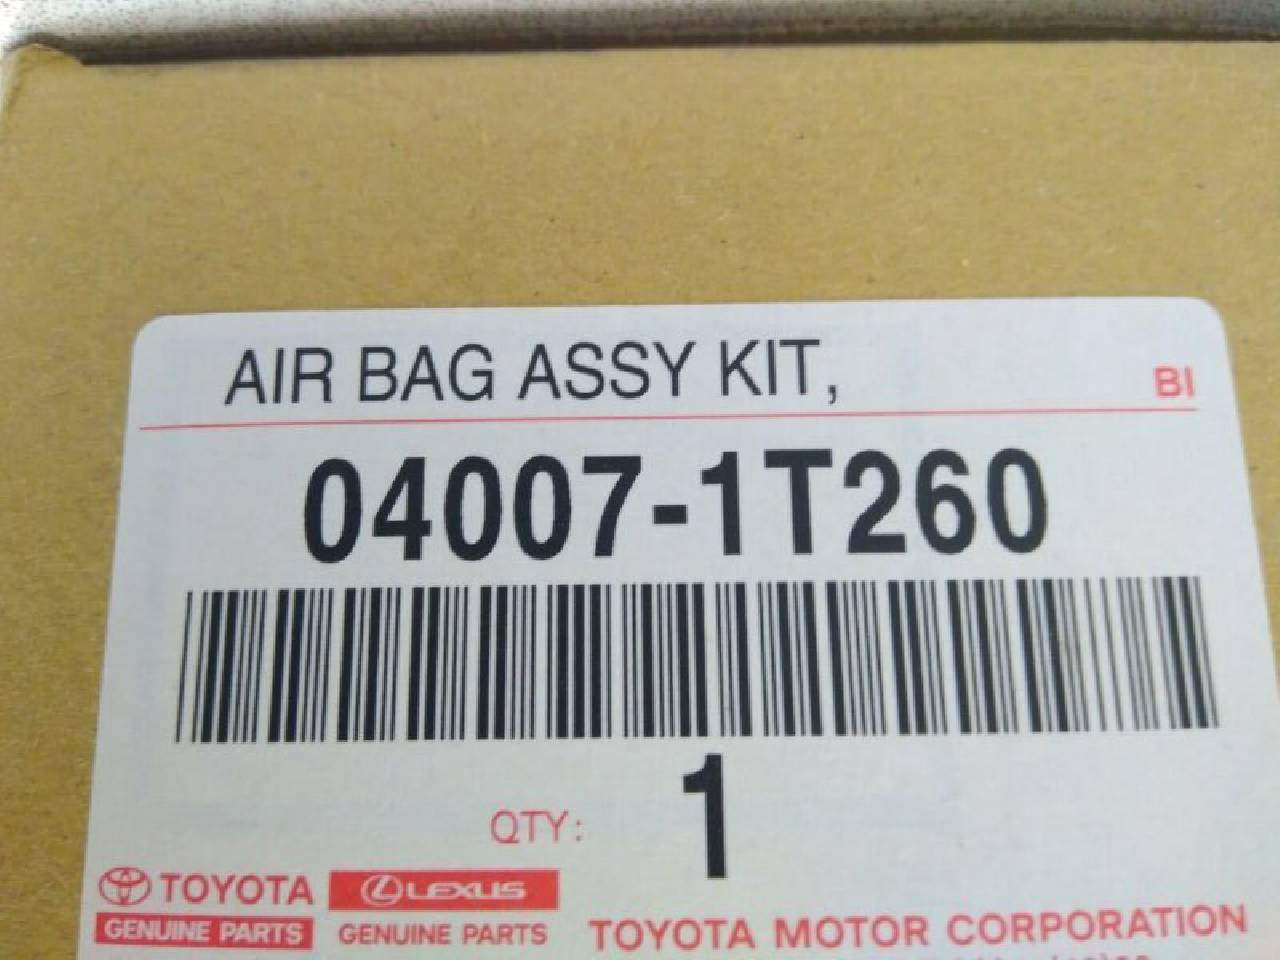 AIR BAG ASSY KIT, BI
04007-1T260
QTY: 1
TOYOTA LEXUS
GENUINE PARTS GENUINE PARTS TOYOTA MOTOR CORPORATION